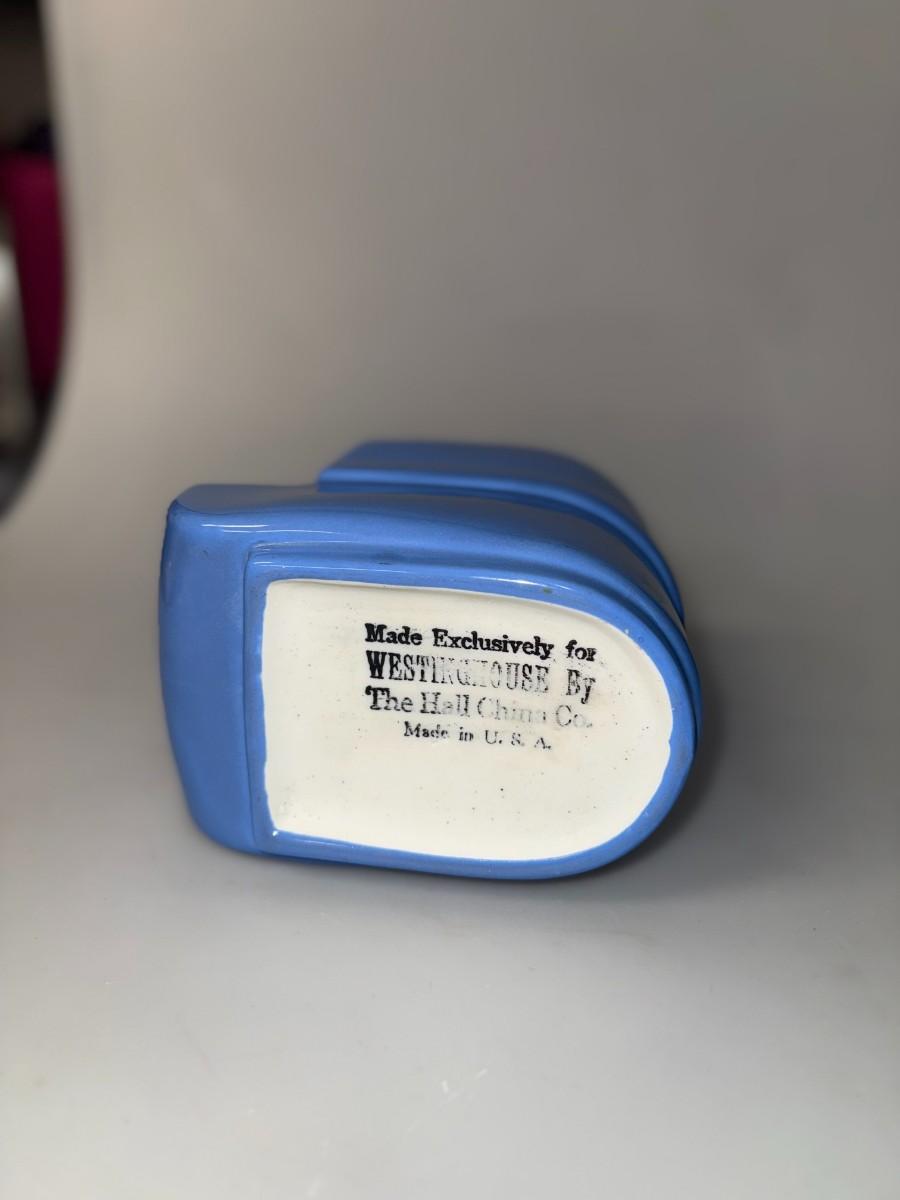 Made Exclusively for
WESTINGHOUSE By
The Hall China Co.
Made in U. S. A.